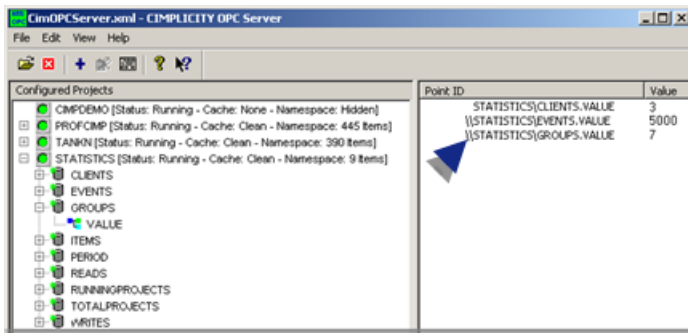 CimOPCServer.xml - CIMPLICITY OPC Server
File Edit View Help
Configured Projects
CIMPDEMO [Status: Running - Cache: None - Namespace: Hidden]
PROFCIMP [Status: Running - Cache: Clean - Namespace: 445 Items]
TANKN [Status: Running - Cache: Clean - Namespace: 390 Items]
STATISTICS [Status: Running - Cache: Clean - Namespace: 9 Items]
CLIENTS
EVENTS
GROUPS
VALUE
ITEMS
PERIOD
READS
RUNNINGPROJECTS
TOTALPROJECTS
WRITES
Point ID Value
STATISTICS\CLIENTS.VALUE 3
\\STATISTICS\EVENTS.VALUE 5000
\\STATISTICS\GROUPS.VALUE 7